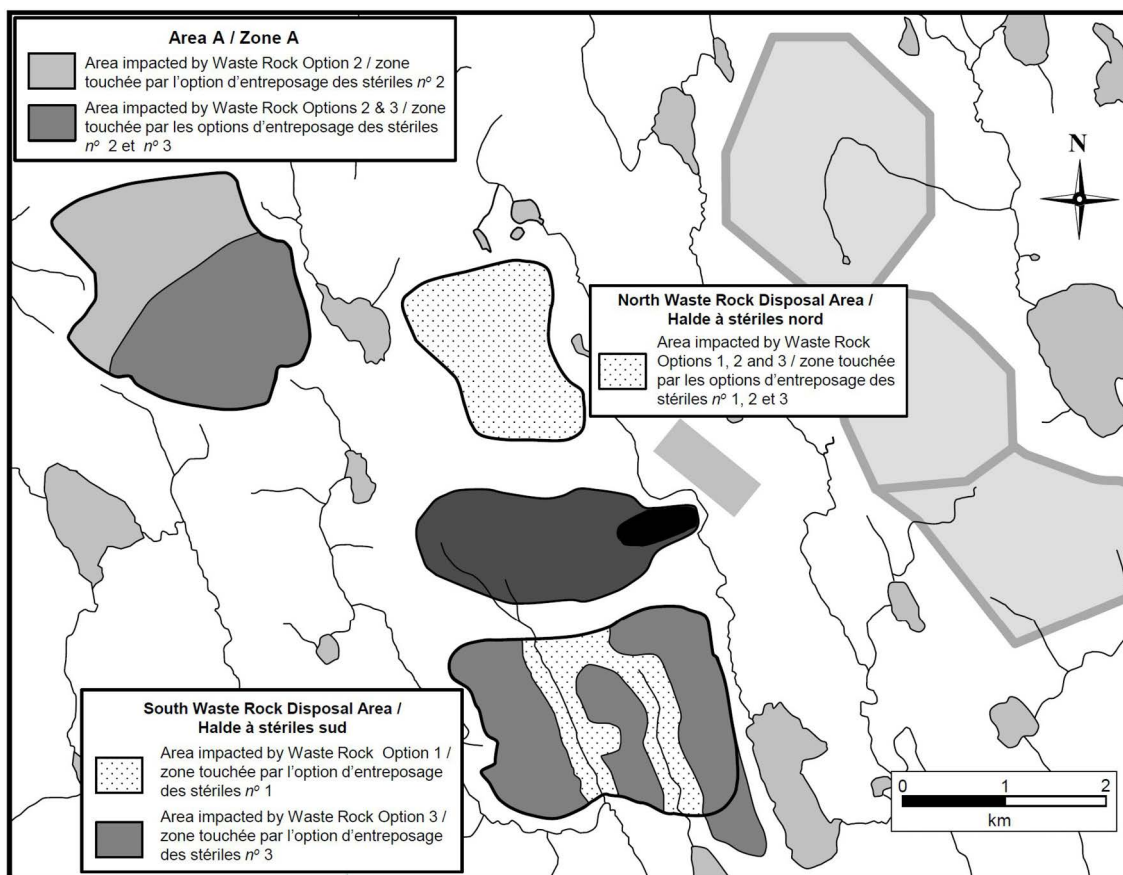 Area A / Zone A
Area impacted by Waste Rock Option 2 / zone
touchée par l'option d'entreposage des stériles nº 2
Area impacted by Waste Rock Options 2 & 3 / zone
touchée par les options d'entreposage des stériles
nº 2 et nº 3
N
North Waste Rock Disposal Area /
Halde à stériles nord
Area impacted by Waste Rock
Options 1, 2 and 3 / zone touchée
par les options d'entreposage des
stériles nº 1, 2 et 3
South Waste Rock Disposal Area /
Halde à stériles sud
Area impacted by Waste Rock Option 1 /
zone touchée par l'option d'entreposage
des stériles nº 1
Area impacted by Waste Rock Option 3 /
zone touchée par l'option d'entreposage
des stériles nº 3
0 1 2
km